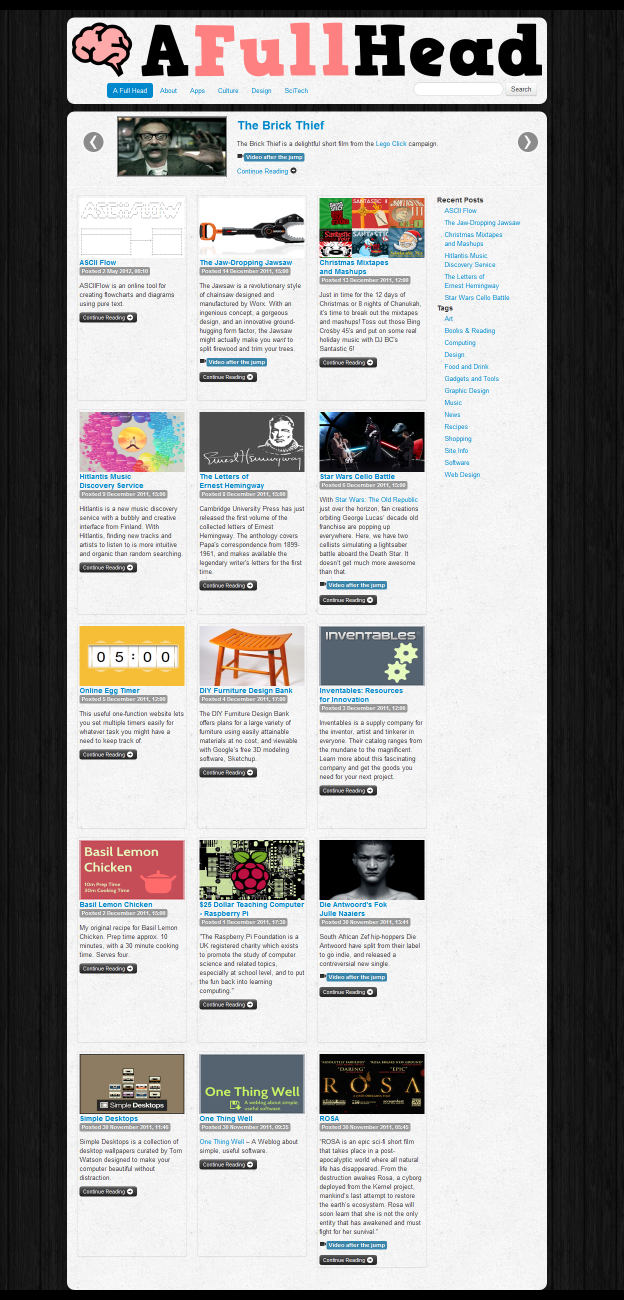 AFullHead
A Full Head About Apps Culture Design SciTech
Search
The Brick Thief
The Brick Thief is a delightful short film from the Lego Click campaign.
Video after the jump
Continue Reading
ASCIIFlow
ASCII Flow
Posted 2 May 2012, 08:10
ASCIIFlow is an online tool for
creating flowcharts and diagrams
using pure text.
Continue Reading
The Jaw-Dropping Jawsaw
Posted 14 December 2011, 15:00
The Jawsaw is a revolutionary style
of chainsaw designed and
manufactured by Worx. With an
ingenious concept, a gorgeous
design, and an innovative ground-
hugging form factor, the Jawsaw
might actually make you want to
split firewood and trim your trees.
Video after the jump
Continue Reading
Christmas Mixtapes
and Mashups
Posted 13 December 2011, 12:00
Just in time for the 12 days of
Christmas or 8 nights of Chanukah,
it's time to break out the mixtapes
and mashups! Toss out those Bing
Crosby 45's and put on some real
holiday music with DJ BC's
Santastic 6!
Continue Reading
Recent Posts
ASCII Flow
The Jaw-Dropping Jawsaw
Christmas Mixtapes
and Mashups
Hitlantis Music
Discovery Service
The Letters of
Ernest Hemingway
Star Wars Cello Battle
Tags
Art
Books & Reading
Computing
Design
Food and Drink
Gadgets and Tools
Graphic Design
Music
News
Recipes
Shopping
Site Info
Software
Web Design
Hitlantis Music
Discovery Service
Posted 9 December 2011, 15:00
Hitlantis is a new music discovery
service with a bubbly and creative
interface from Finland. With
Hitlantis, finding new tracks and
artists to listen to is more intuitive
and organic than random searching.
Continue Reading
Ernest Hemingway
The Letters of
Ernest Hemingway
Posted 8 December 2011, 15:00
Cambridge University Press has just
released the first volume of the
collected letters of Ernest
Hemingway. The anthology covers
Papa's correspondence from 1899-
1961, and makes available the
legendary writer's letters for the first
time.
Continue Reading
Star Wars Cello Battle
Posted 6 December 2011, 15:00
With Star Wars: The Old Republic
just over the horizon, fan creations
orbiting George Lucas' decade old
franchise are popping up
everywhere. Here, we have two
cellists simulating a lightsaber
battle aboard the Death Star. It
doesn't get much more awesome
than that.
Video after the jump
Continue Reading
05:00
Online Egg Timer
Posted 5 December 2011, 12:00
This useful one-function website lets
you set multiple timers easily for
whatever task you might have a
need to keep track of.
Continue Reading
DIY Furniture Design Bank
Posted 4 December 2011, 17:00
The DIY Furniture Design Bank
offers plans for a large variety of
furniture using easily attainable
materials at no cost, and viewable
with Google's free 3D modeling
software, Sketchup.
Continue Reading
INVENTABLES
Inventables: Resources
for Innovation
Posted 3 December 2011, 12:00
Inventables is a supply company for
the inventor, artist and tinkerer in
everyone. Their catalog ranges from
the mundane to the magnificent.
Learn more about this fascinating
company and get the goods you
need for your next project.
Continue Reading
Basil Lemon
Chicken
10m Prep Time
30m Cooking Time
Basil Lemon Chicken
Posted 2 December 2011, 15:00
My original recipe for Basil Lemon
Chicken. Prep time approx. 10
minutes, with a 30 minute cooking
time. Serves four.
Continue Reading
$25 Dollar Teaching Computer
- Raspberry Pi
Posted 1 December 2011, 17:30
"The Raspberry Pi Foundation is a
UK registered charity which exists
to promote the study of computer
science and related topics,
especially at school level, and to put
the fun back into learning
computing."
Continue Reading
Die Antwoord's Fok
Julle Naaiers
Posted 30 November 2011, 13:41
South African Zef hip-hoppers Die
Antwoord have split from their label
to go indie, and released a
controversial new single.
Video after the jump
Continue Reading
Simple Desktops
Simple Desktops
Posted 30 November 2011, 11:46
Simple Desktops is a collection of
desktop wallpapers curated by Tom
Watson designed to make your
computer beautiful without
distraction.
Continue Reading
One Thing Well
A weblog about simple,
useful software.
One Thing Well
Posted 30 November 2011, 09:35
One Thing Well – A Weblog about
simple, useful software.
Continue Reading
"DARING" "EPIC"
ROSA
ROSA
Posted 30 November 2011, 05:45
"ROSA is an epic sci-fi short film
that takes place in a post-
apocalyptic world where all natural
life has disappeared. From the
destruction awakes Rosa, a cyborg
deployed from the Kernel project,
mankind's last attempt to restore
the earth's ecosystem. Rosa will
soon learn that she is not the only
entity that has awakened and must
fight for her survival."
Video after the jump
Continue Reading